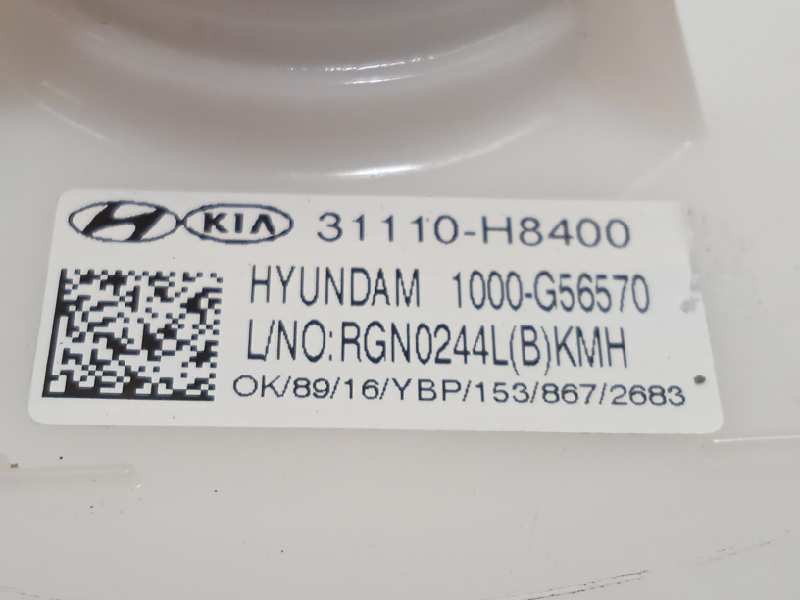 KIA 31110-H8400
HYUNDAM 1000-G56570
L/NO:RGN0244L(B)KMH
OK/89/16/YBP/153/867/2683